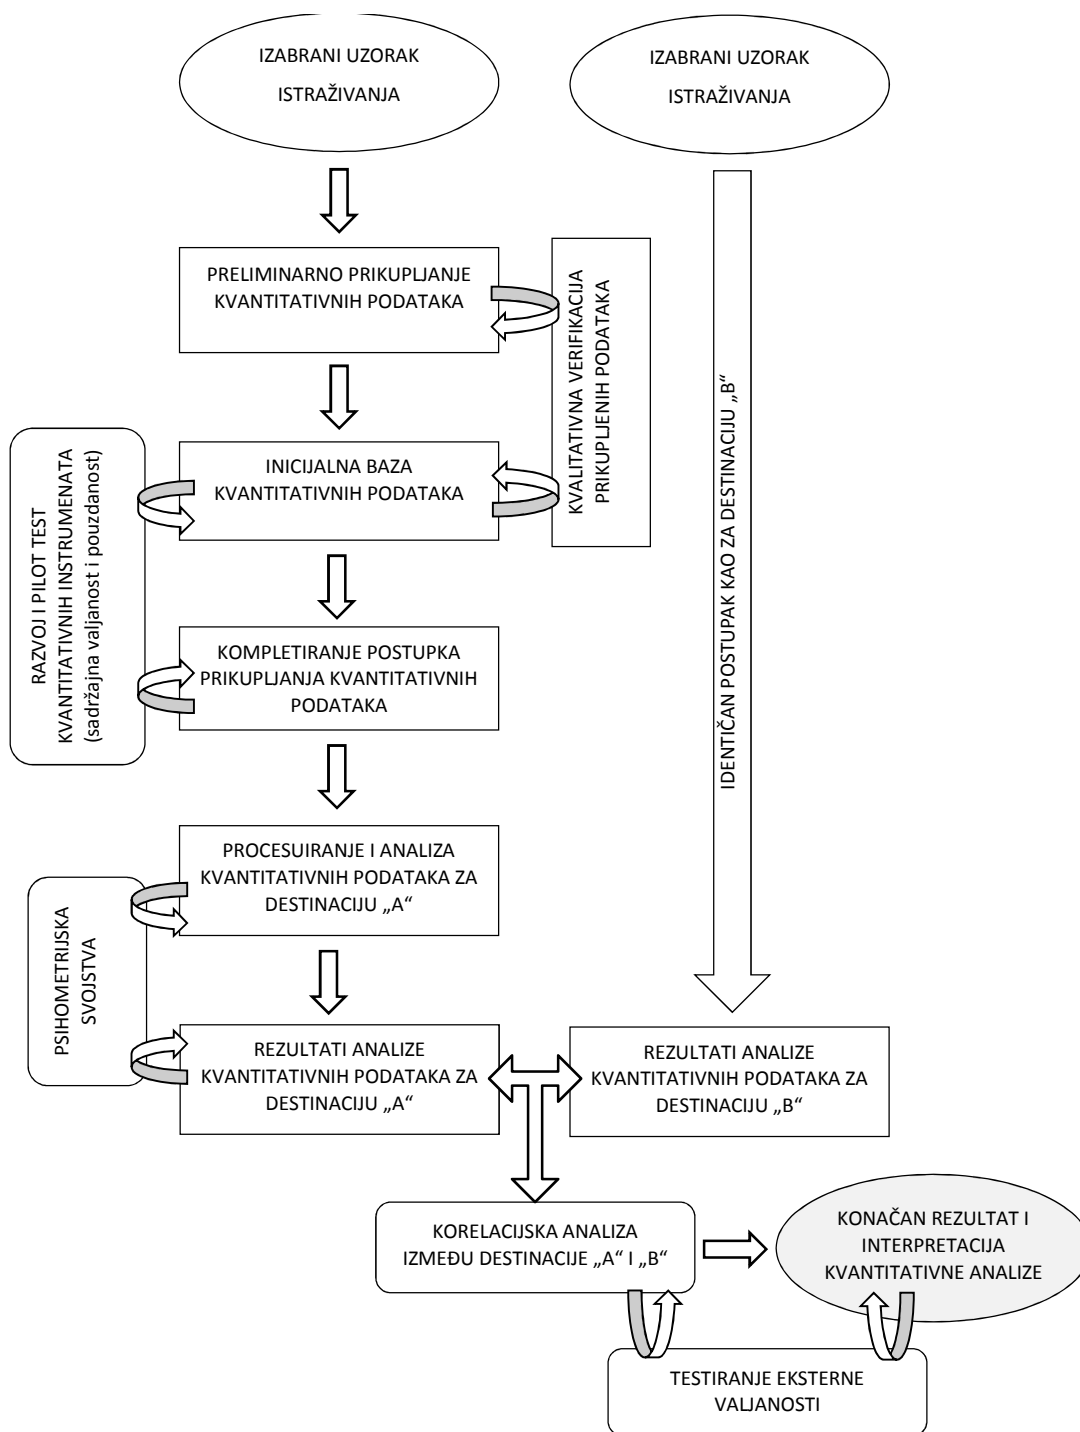 IZABRANI UZORAK
ISTRAŽIVANJA
IZABRANI UZORAK
ISTRAŽIVANJA
PRELIMINARNO PRIKUPLJANJE
KVANTITATIVNIH PODATAKA
KVALITATIVNA VERIFIKACIJA
PRIKUPLJENIH PODATAKA
INICIJALNA BAZA
KVANTITATIVNIH PODATAKA
RAZVOJ I PILOT TEST
KVANTITATIVNIH INSTRUMENATA
(sadržajna valjanost i pouzdanost)
KOMPLETIRANJE POSTUPKA
PRIKUPLJANJA KVANTITATIVNIH
PODATAKA
IDENTIČAN POSTUPAK KAO ZA DESTINACIJU „B“
PROCESUIRANJE I ANALIZA
KVANTITATIVNIH PODATAKA ZA
DESTINACIJU „A“
PSIHOMETRIJSKA
SVOJSTVA
REZULTATI ANALIZE
KVANTITATIVNIH PODATAKA ZA
DESTINACIJU „A“
REZULTATI ANALIZE
KVANTITATIVNIH PODATAKA ZA
DESTINACIJU „B“
KORELACIJSKA ANALIZA
IZMEĐU DESTINACIJE „A“ I „B“
KONAČAN REZULTAT I
INTERPRETACIJA
KVANTITATIVNE ANALIZE
TESTIRANJE EKSTERNE
VALJANOSTI